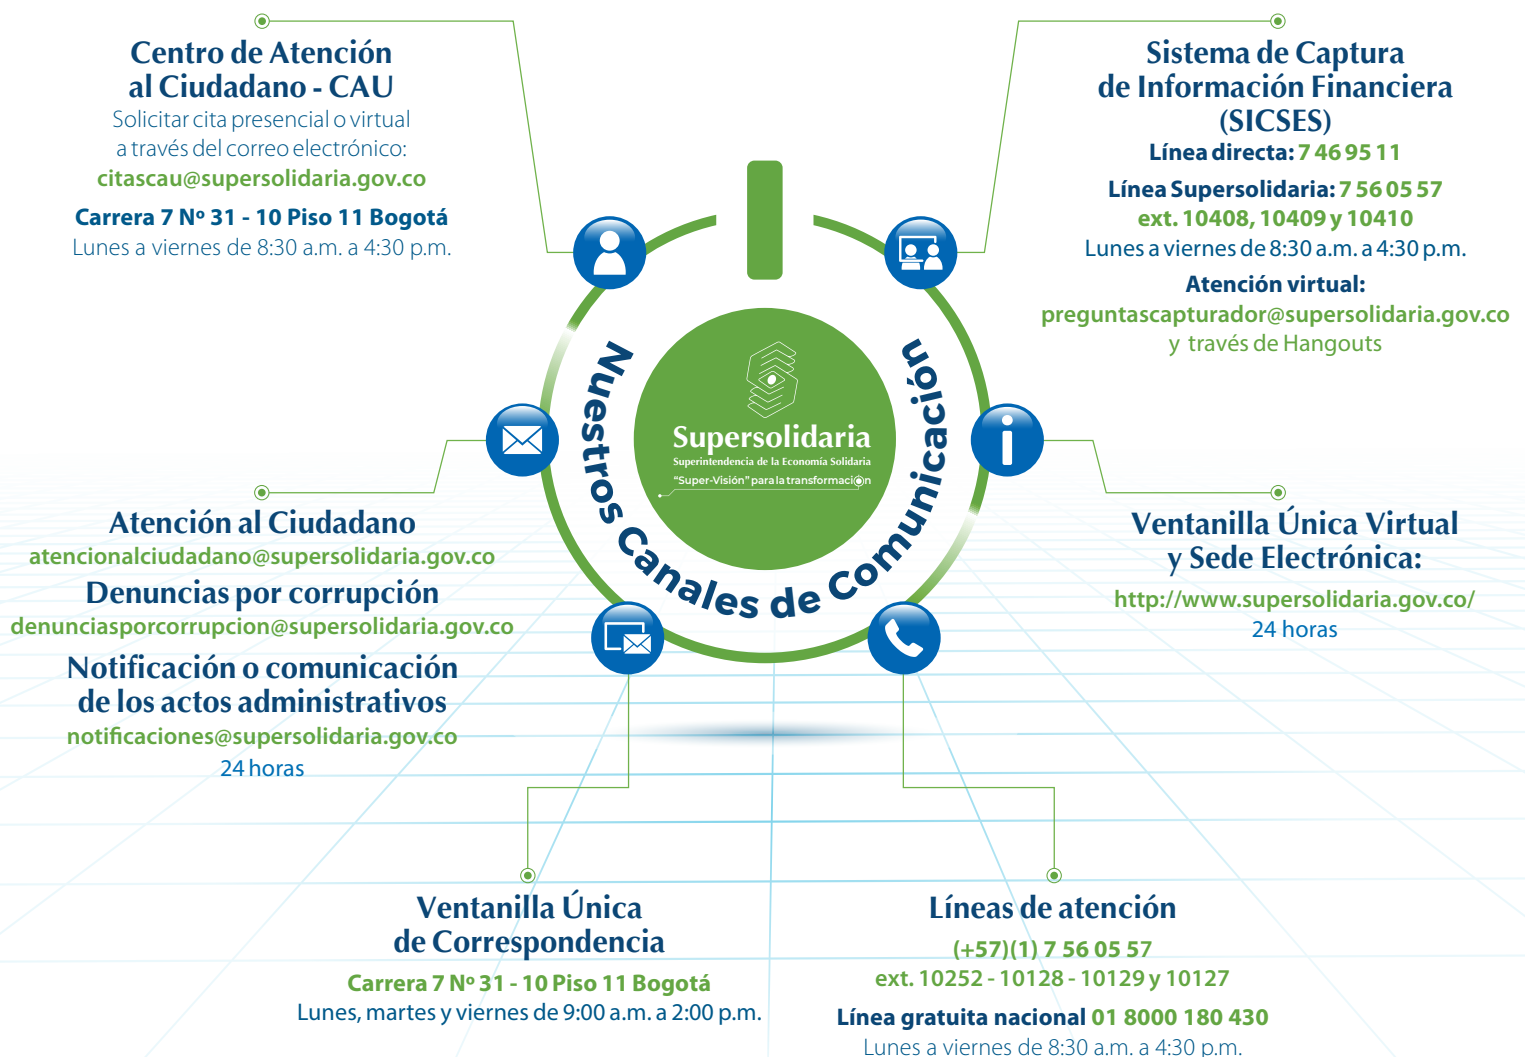 Centro de Atención
al Ciudadano - CAU
Solicitar cita presencial o virtual
a través del correo electrónico:
citascau@supersolidaria.gov.co
Carrera 7 Nº 31 - 10 Piso 11 Bogotá
Lunes a viernes de 8:30 a.m. a 4:30 p.m.
Sistema de Captura
de Información Financiera
(SICSES)
Línea directa: 7 46 95 11
Línea Supersolidaria: 7 56 05 57
ext. 10408, 10409 y 10410
Lunes a viernes de 8:30 a.m. a 4:30 p.m.
Atención virtual:
preguntascapturador@supersolidaria.gov.co
y través de Hangouts
Nuestros Canales de Comunicación
Supersolidaria
Superintendencia de la Economía Solidaria
"Super-Visión" para la transformación
Atención al Ciudadano
atencionalciudadano@supersolidaria.gov.co
Denuncias por corrupción
denunciasporcorrupcion@supersolidaria.gov.co
Notificación o comunicación
de los actos administrativos
notificaciones@supersolidaria.gov.co
24 horas
Ventanilla Única Virtual
y Sede Electrónica:
http://www.supersolidaria.gov.co/
24 horas
Ventanilla Única
de Correspondencia
Carrera 7 Nº 31 - 10 Piso 11 Bogotá
Lunes, martes y viernes de 9:00 a.m. a 2:00 p.m.
Líneas de atención
(+57)(1) 7 56 05 57
ext. 10252 - 10128 - 10129 y 10127
Línea gratuita nacional 01 8000 180 430
Lunes a viernes de 8:30 a.m. a 4:30 p.m.